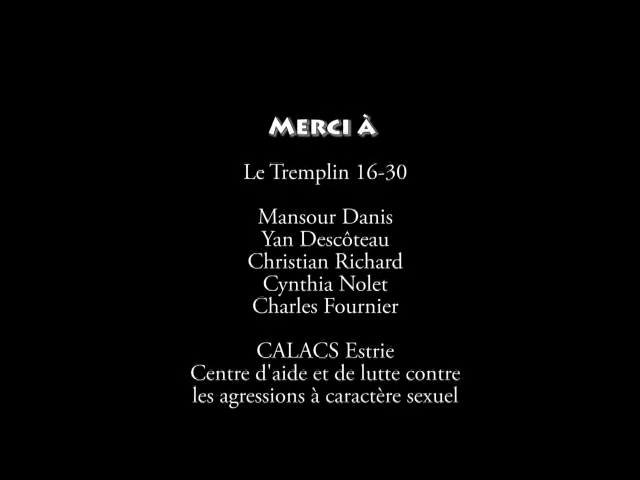 Merci à
Le Tremplin 16-30
Mansour Danis
Yan Descôteau
Christian Richard
Cynthia Nolet
Charles Fournier
CALACS Estrie
Centre d'aide et de lutte contre
les agressions à caractère sexuel